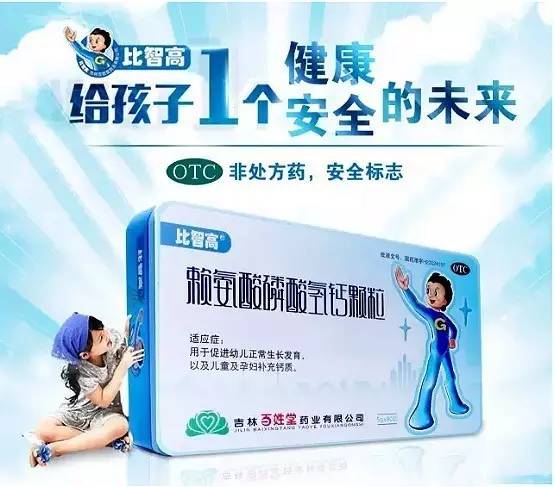 比智高
给孩子1个健康安全的未来
OTC 非处方药，安全标志
比智高®
OTC
赖氨酸磷酸氢钙颗粒
适应症：
用于促进幼儿正常生长发育，
以及儿童及孕妇补充钙质。
吉林百姓堂药业有限公司
JILIN BAIXINGTANG YAOYE YOUXIANGONGSI
G